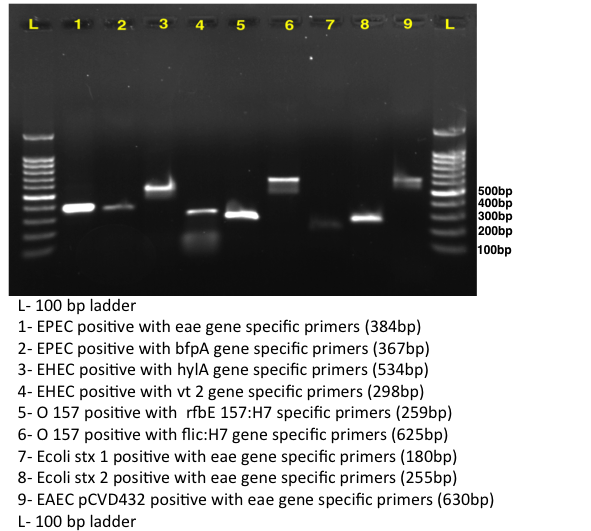 L 1 2 3 4 5 6 7 8 9 L
500bp
400bp
300bp
200bp
100bp
L- 100 bp ladder
1- EPEC positive with eae gene specific primers (384bp)
2- EPEC positive with bfpA gene specific primers (367bp)
3- EHEC positive with hylA gene specific primers (534bp)
4- EHEC positive with vt 2 gene specific primers (298bp)
5- O 157 positive with rfbE 157:H7 specific primers (259bp)
6- O 157 positive with flic:H7 gene specific primers (625bp)
7- Ecoli stx 1 positive with eae gene specific primers (180bp)
8- Ecoli stx 2 positive with eae gene specific primers (255bp)
9- EAEC pCVD432 positive with eae gene specific primers (630bp)
L- 100 bp ladder